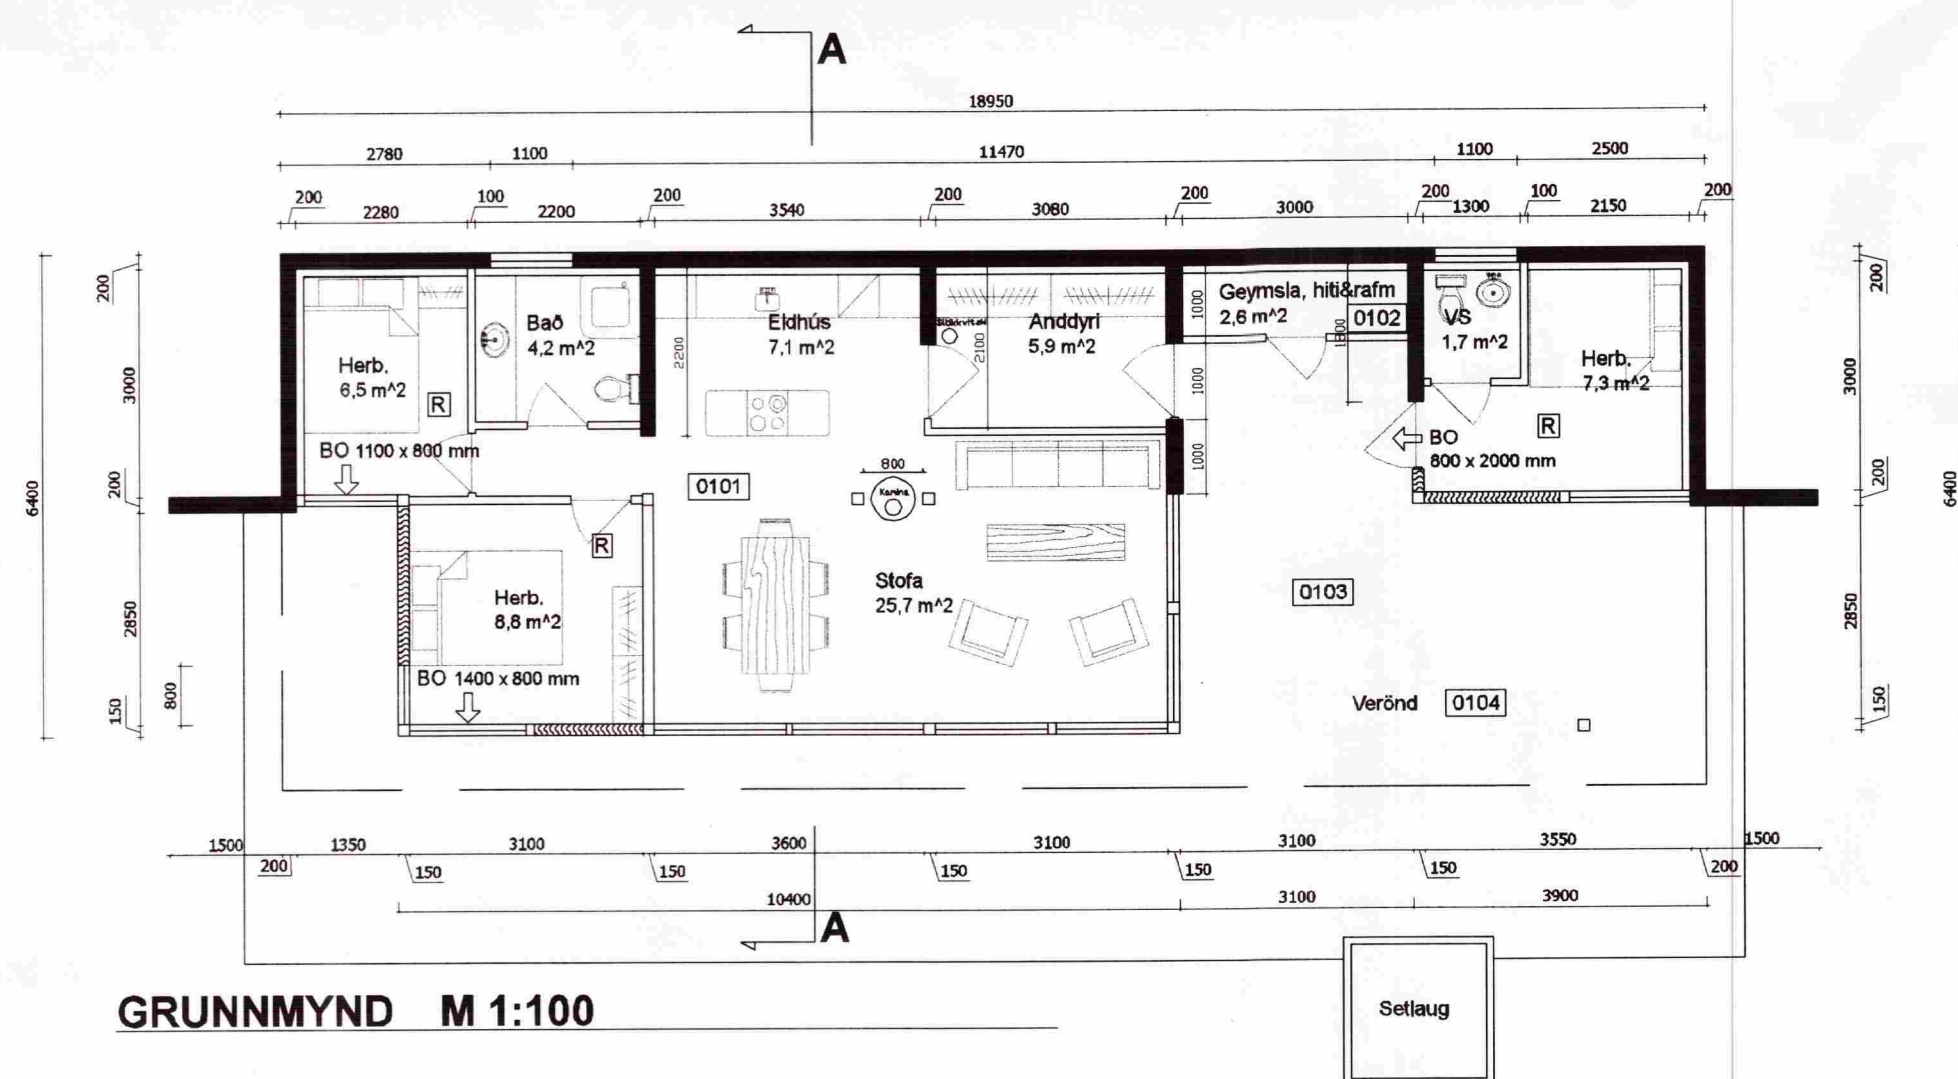 A
18950
2780 1100 11470 1100 2500
200 100 200 200 200 200 100 200
2280 2200 3540 3080 3000 1300 2150
200
3000
200
6400
2850
150
800
Herb.
6,5 m^2
R
BO 1100 x 800 mm
Bað
4,2 m^2
2200
Eldhús
7,1 m^2
Anddyri
5,9 m^2
2100
1000
1000
1000
Geymsla, hiti&rafm
2,6 m^2
0102
1800
VS
1,7 m^2
Herb.
7,3 m^2
R
BO
800 x 2000 mm
0101
800
Kamina
R
Herb.
8,8 m^2
BO 1400 x 800 mm
Stofa
25,7 m^2
0103
Verönd 0104
200
3000
200
6400
2850
150
1500 1350 3100 3600 3100 3100 3550 1500
200 150 150 150 150 150 200
10400 3100 3900
A
GRUNNMYND M 1:100
Setlaug